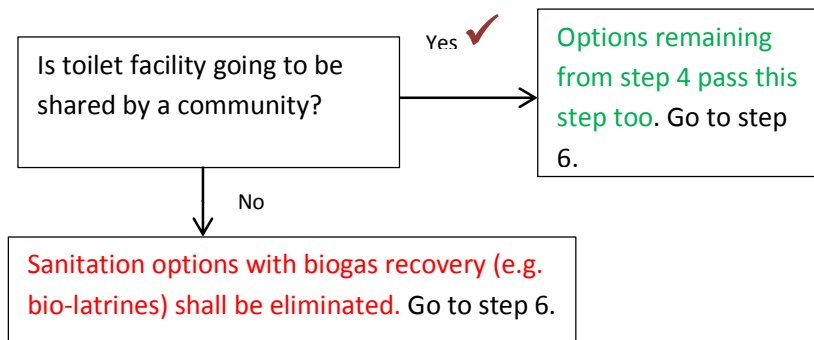 Is toilet facility going to be
shared by a community?
Yes
Options remaining
from step 4 pass this
step too. Go to step
6.
No
Sanitation options with biogas recovery (e.g.
bio-latrines) shall be eliminated. Go to step 6.